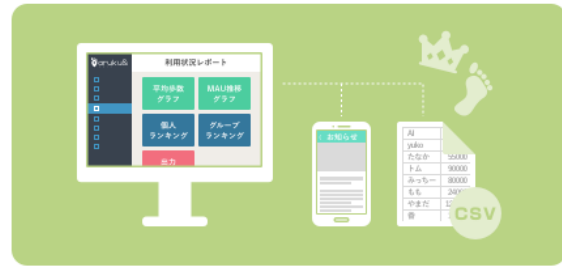 aruku&
利用状況レポート
平均歩数
グラフ
MAU推移
グラフ
個人
ランキング
グループ
ランキング
出力
〈 お知らせ
AI
yuko
たなか 95000
トム 90000
みっちー 80000
もも
やまだ
香
CSV